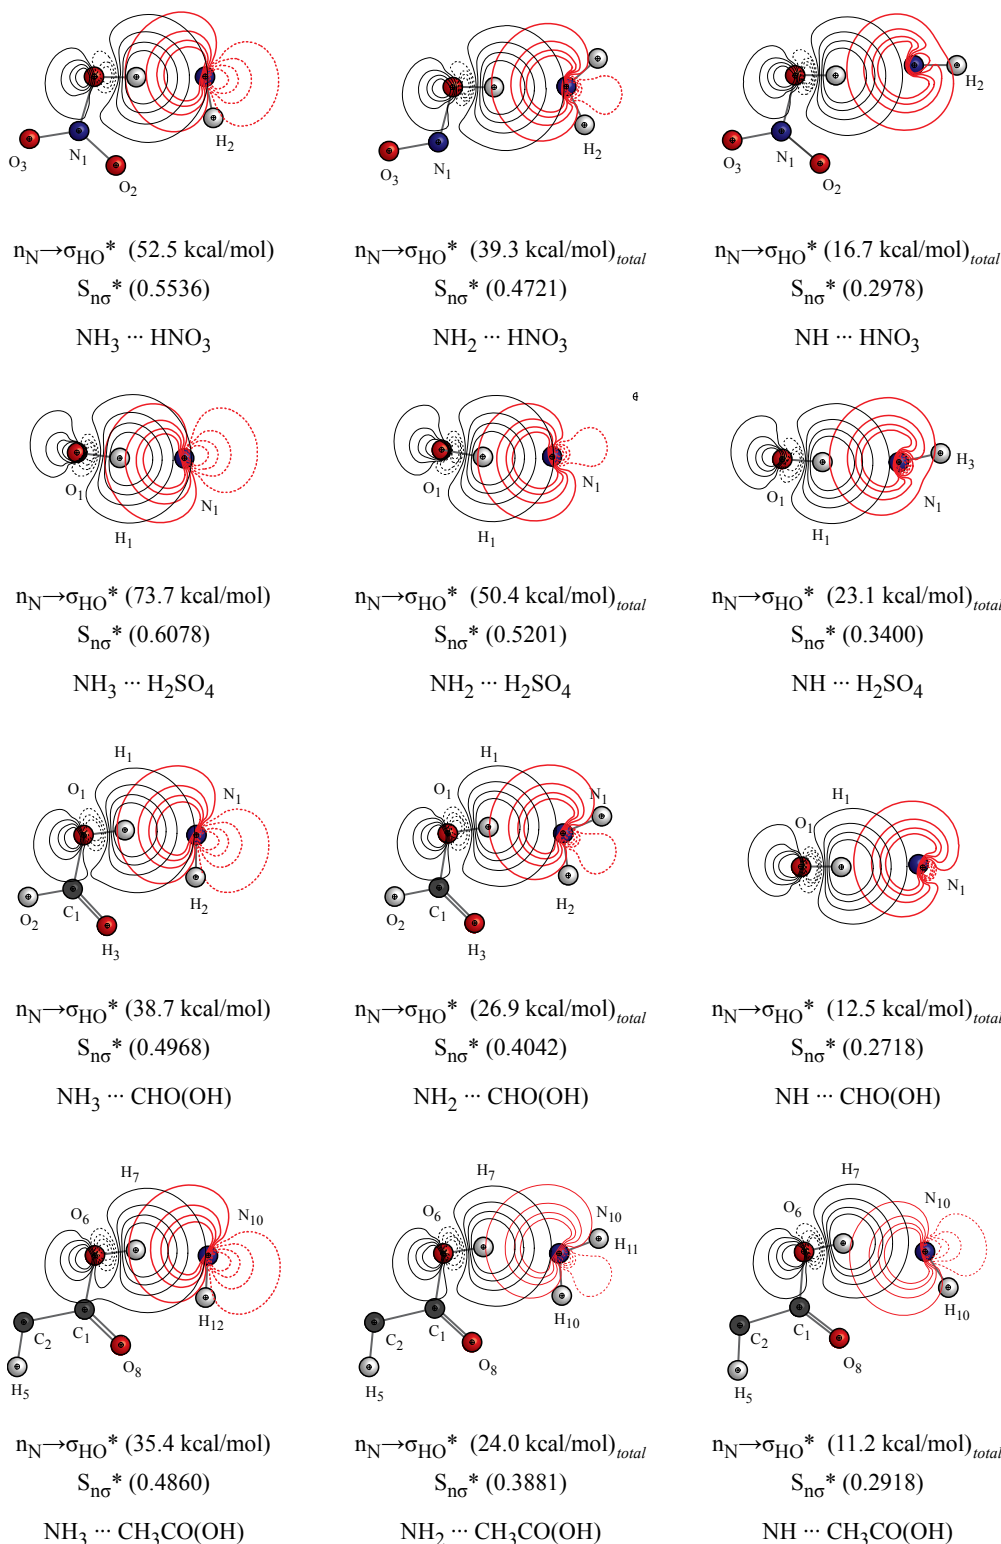 O3 N1 O2 H2
O3 N1 H2
O3 N1 O2 H2
nN→σHO* (52.5 kcal/mol)
Snσ* (0.5536)
NH3 ··· HNO3
nN→σHO* (39.3 kcal/mol)total
Snσ* (0.4721)
NH2 ··· HNO3
nN→σHO* (16.7 kcal/mol)total
Snσ* (0.2978)
NH ··· HNO3
O1 H1 N1
O1 H1 N1
O1 H1 N1 H3
nN→σHO* (73.7 kcal/mol)
Snσ* (0.6078)
NH3 ··· H2SO4
nN→σHO* (50.4 kcal/mol)total
Snσ* (0.5201)
NH2 ··· H2SO4
nN→σHO* (23.1 kcal/mol)total
Snσ* (0.3400)
NH ··· H2SO4
H1 O1 N1 O2 C1 H2 H3
H1 O1 N1 O2 C1 H2 H3
H1 O1 N1
nN→σHO* (38.7 kcal/mol)
Snσ* (0.4968)
NH3 ··· CHO(OH)
nN→σHO* (26.9 kcal/mol)total
Snσ* (0.4042)
NH2 ··· CHO(OH)
nN→σHO* (12.5 kcal/mol)total
Snσ* (0.2718)
NH ··· CHO(OH)
H7 O6 N10 C2 C1 H12 O8 H5
H7 O6 N10 H11 C2 C1 H10 O8 H5
H7 O6 N10 C2 C1 H10 O8 H5
nN→σHO* (35.4 kcal/mol)
Snσ* (0.4860)
NH3 ··· CH3CO(OH)
nN→σHO* (24.0 kcal/mol)total
Snσ* (0.3881)
NH2 ··· CH3CO(OH)
nN→σHO* (11.2 kcal/mol)total
Snσ* (0.2918)
NH ··· CH3CO(OH)